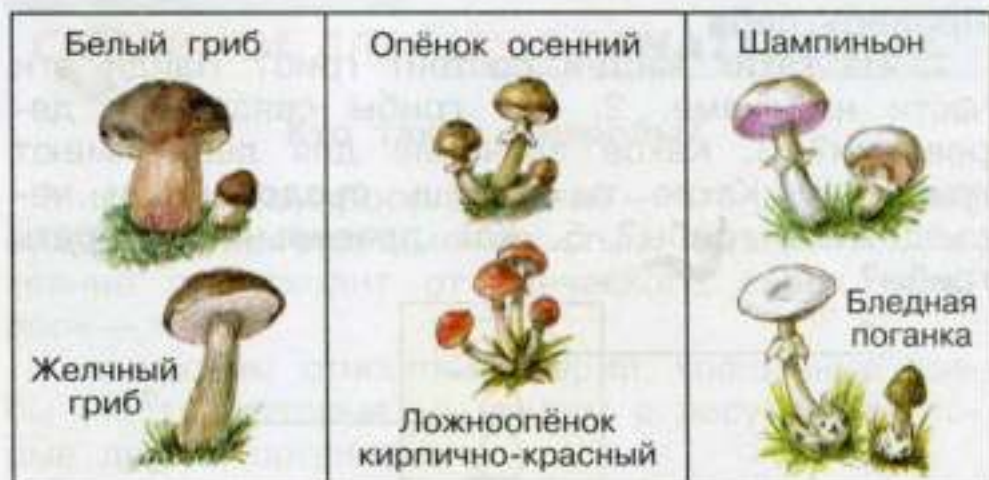 Белый гриб
Опёнок осенний
Шампиньон
Желчный
гриб
Ложноопёнок
кирпично-красный
Бледная
поганка